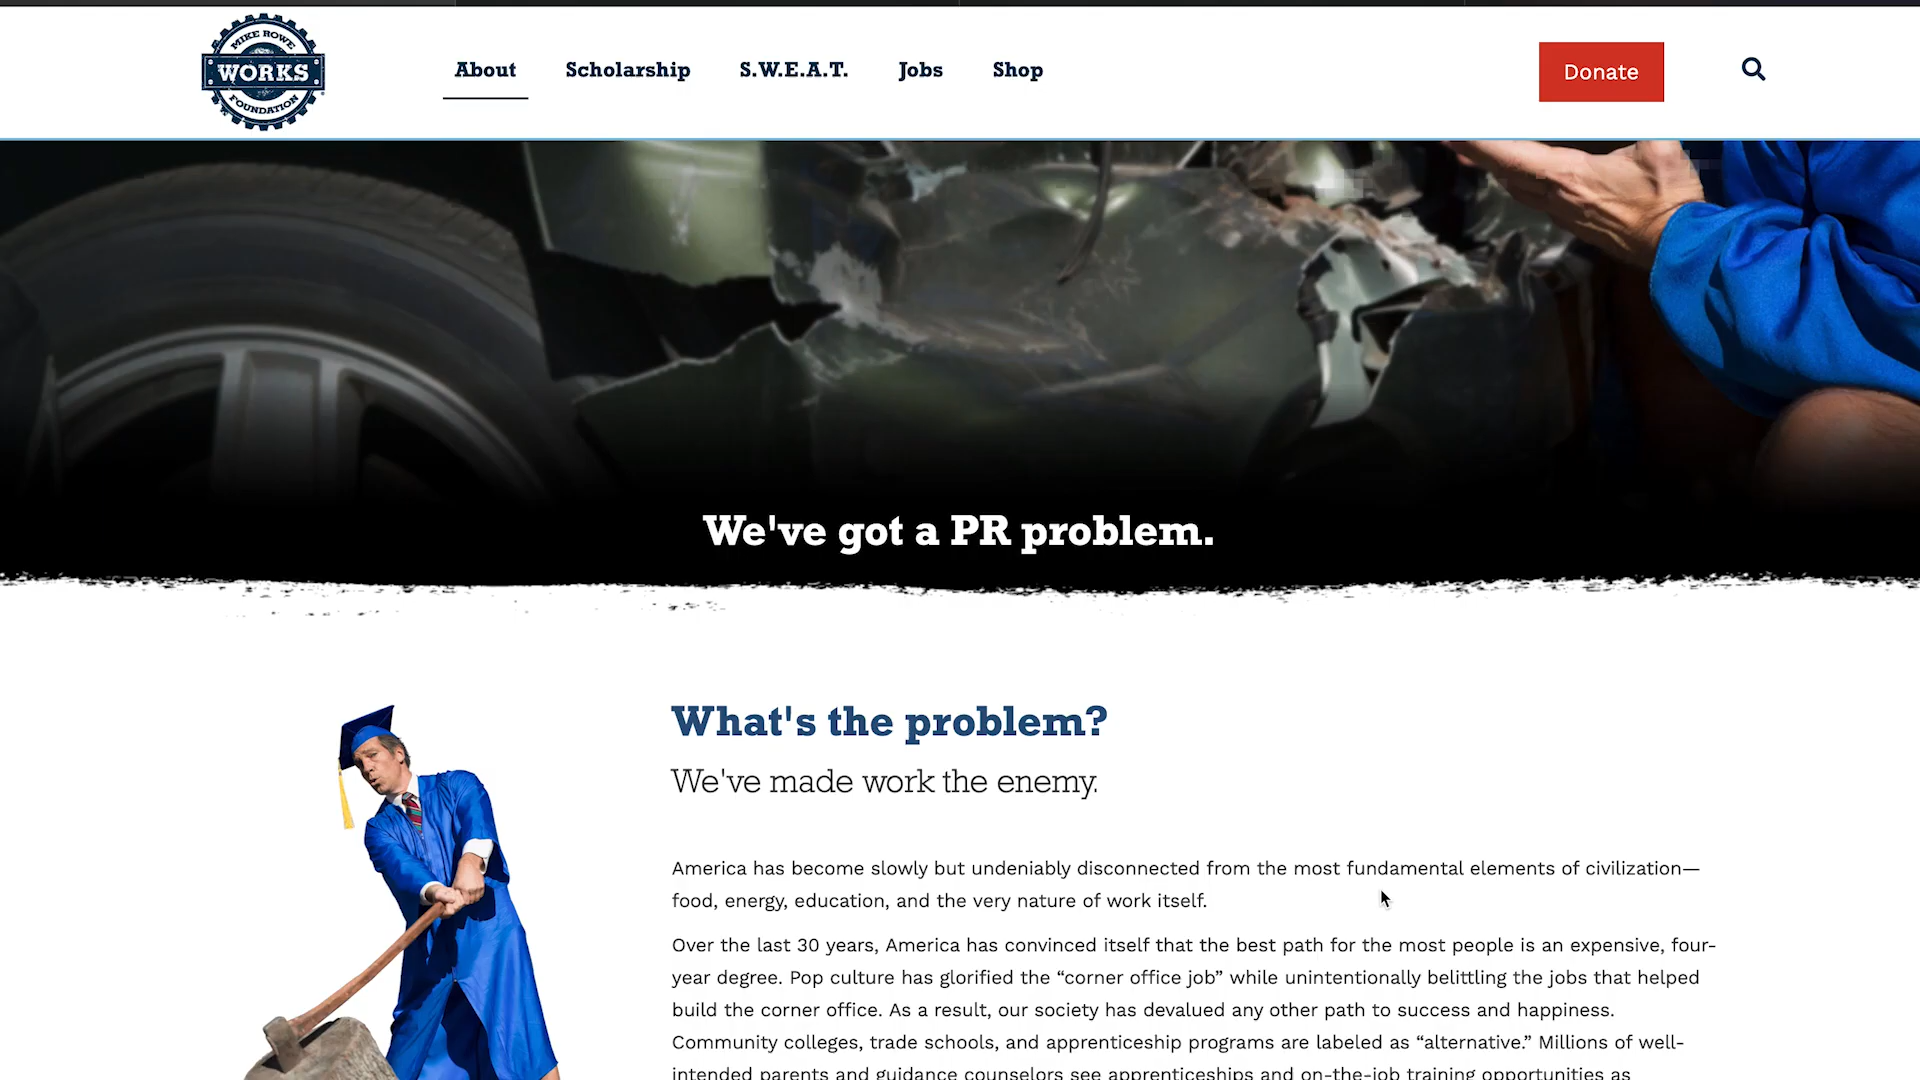 MIKE ROWE
WORKS
FOUNDATION
About
Scholarship
S.W.E.A.T.
Jobs
Shop
Donate
We've got a PR problem.
What's the problem?
We've made work the enemy.
America has become slowly but undeniably disconnected from the most fundamental elements of civilization—
food, energy, education, and the very nature of work itself.
Over the last 30 years, America has convinced itself that the best path for the most people is an expensive, four-
year degree. Pop culture has glorified the “corner office job” while unintentionally belittling the jobs that helped
build the corner office. As a result, our society has devalued any other path to success and happiness.
Community colleges, trade schools, and apprenticeship programs are labeled as “alternative.” Millions of well-
intended parents and guidance counselors see apprenticeships and on-the-job training opportunities as